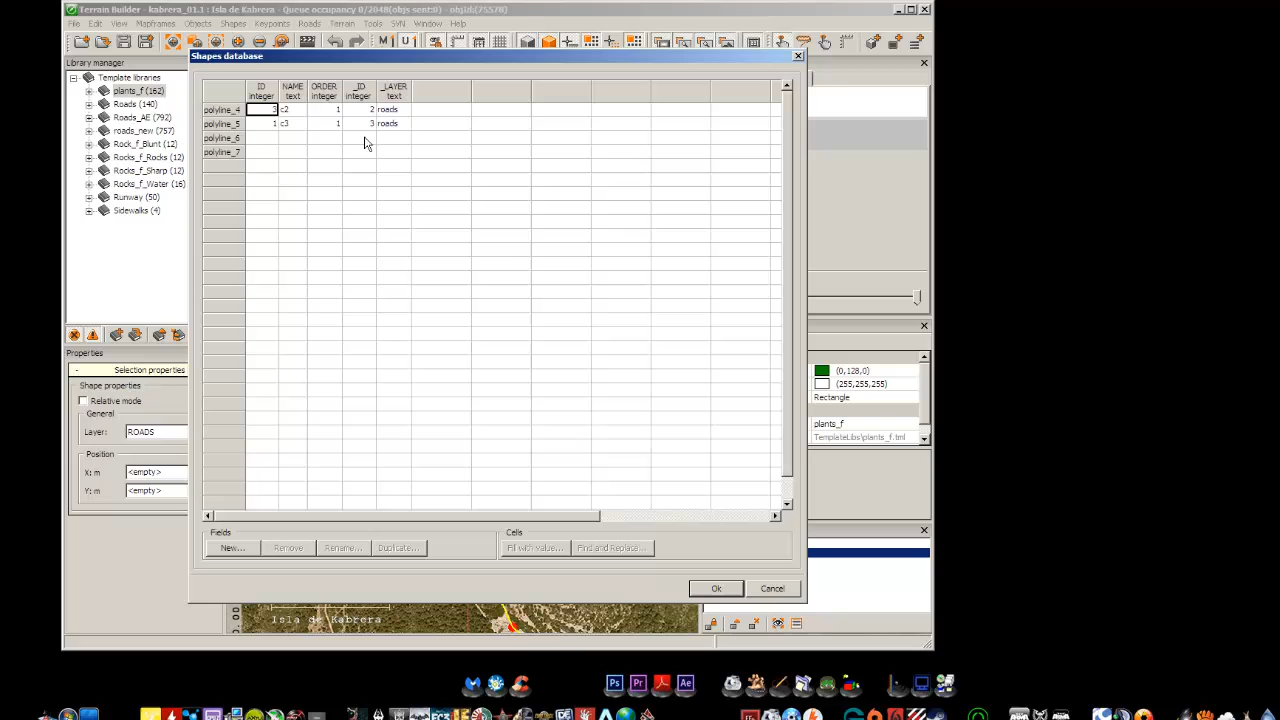 Terrain Builder - kabrera_01.1 : Isla de Kabrera - Queue occupancy 0/2048(objs sent:0) - objId:(75578)
File Edit View Mapframes Objects Shapes Keypoints Roads Terrain Tools SVN Window Help
Library manager
Template libraries
plants_f (162)
Roads (140)
Roads_AE (792)
roads_new (757)
Rock_f_Blunt (12)
Rocks_f_Rocks (12)
Rocks_f_Sharp (12)
Rocks_f_Water (16)
Runway (50)
Sidewalks (4)
Properties
Selection properties
Shape properties
Relative mode
General
Layer: ROADS
Position
X: m <empty>
Y: m <empty>
Shapes database
ID integer NAME text ORDER integer _ID integer _LAYER text
polyline_4 3 c2 1 2 roads
polyline_5 1 c3 1 3 roads
polyline_6
polyline_7
Fields
New... Remove Rename... Duplicate...
Cells
Fill with value... Find and Replace...
Ok Cancel
(0,128,0)
(255,255,255)
Rectangle
plants_f
TemplateLibs\plants_f.tml
Isla de Kabrera
Ps Pr Ae